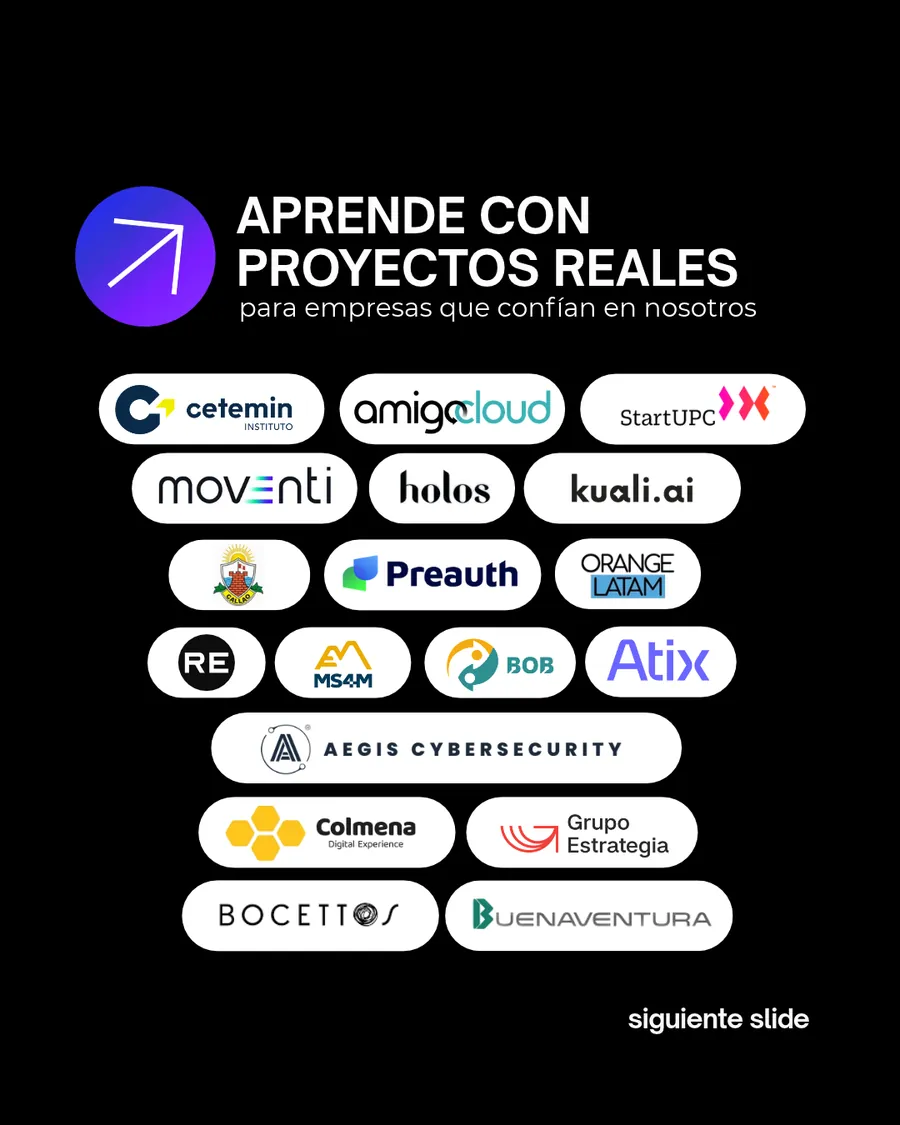 APRENDE CON
PROYECTOS REALES
para empresas que confían en nosotros
cetemin
INSTITUTO
amigocloud
StartUPC
moventi
holos
kuali.ai
CALLAO
Preauth
ORANGE
LATAM
RE
MS4M
BOB
Atix
AEGIS CYBERSECURITY
Colmena
Digital Experience
Grupo
Estrategia
BOCETTOS
BUENAVENTURA
siguiente slide